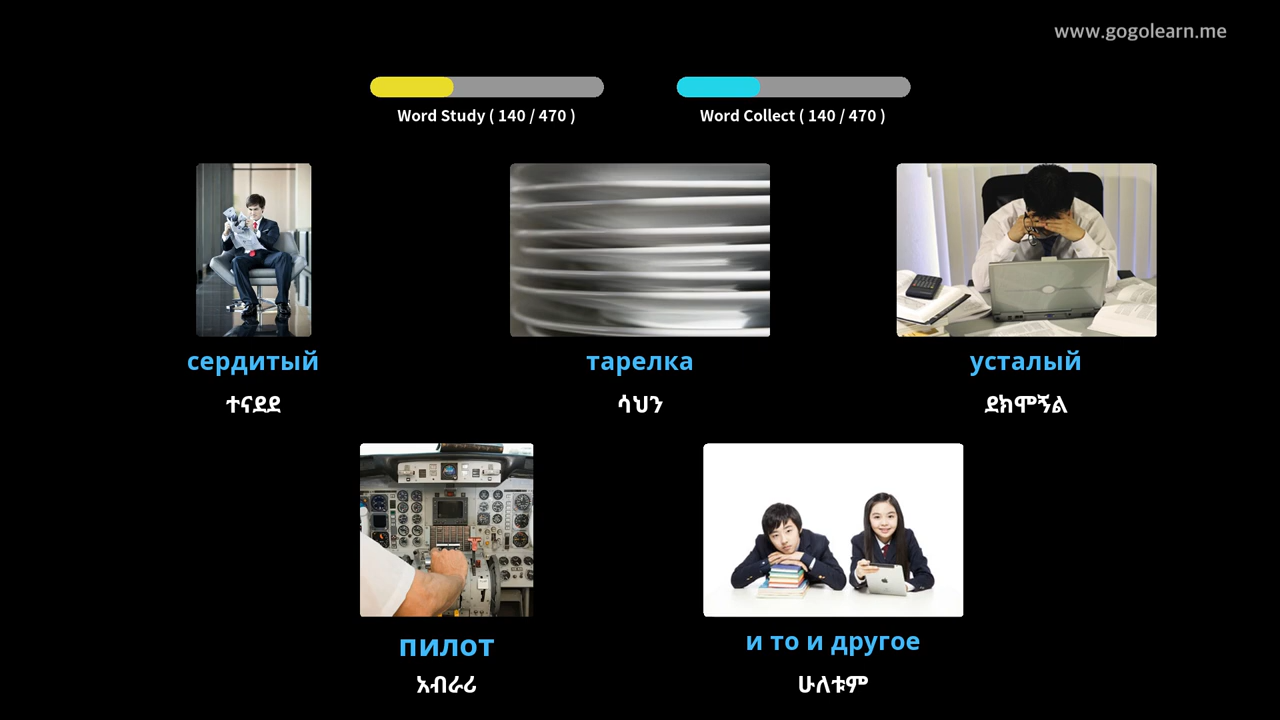 www.gogolearn.me
Word Study ( 140 / 470 )
Word Collect ( 140 / 470 )
сердитый
ተናደደ
тарелка
ሳህን
усталый
ደክሞኝል
пилот
አብራሪ
и то и другое
ሁለቱም